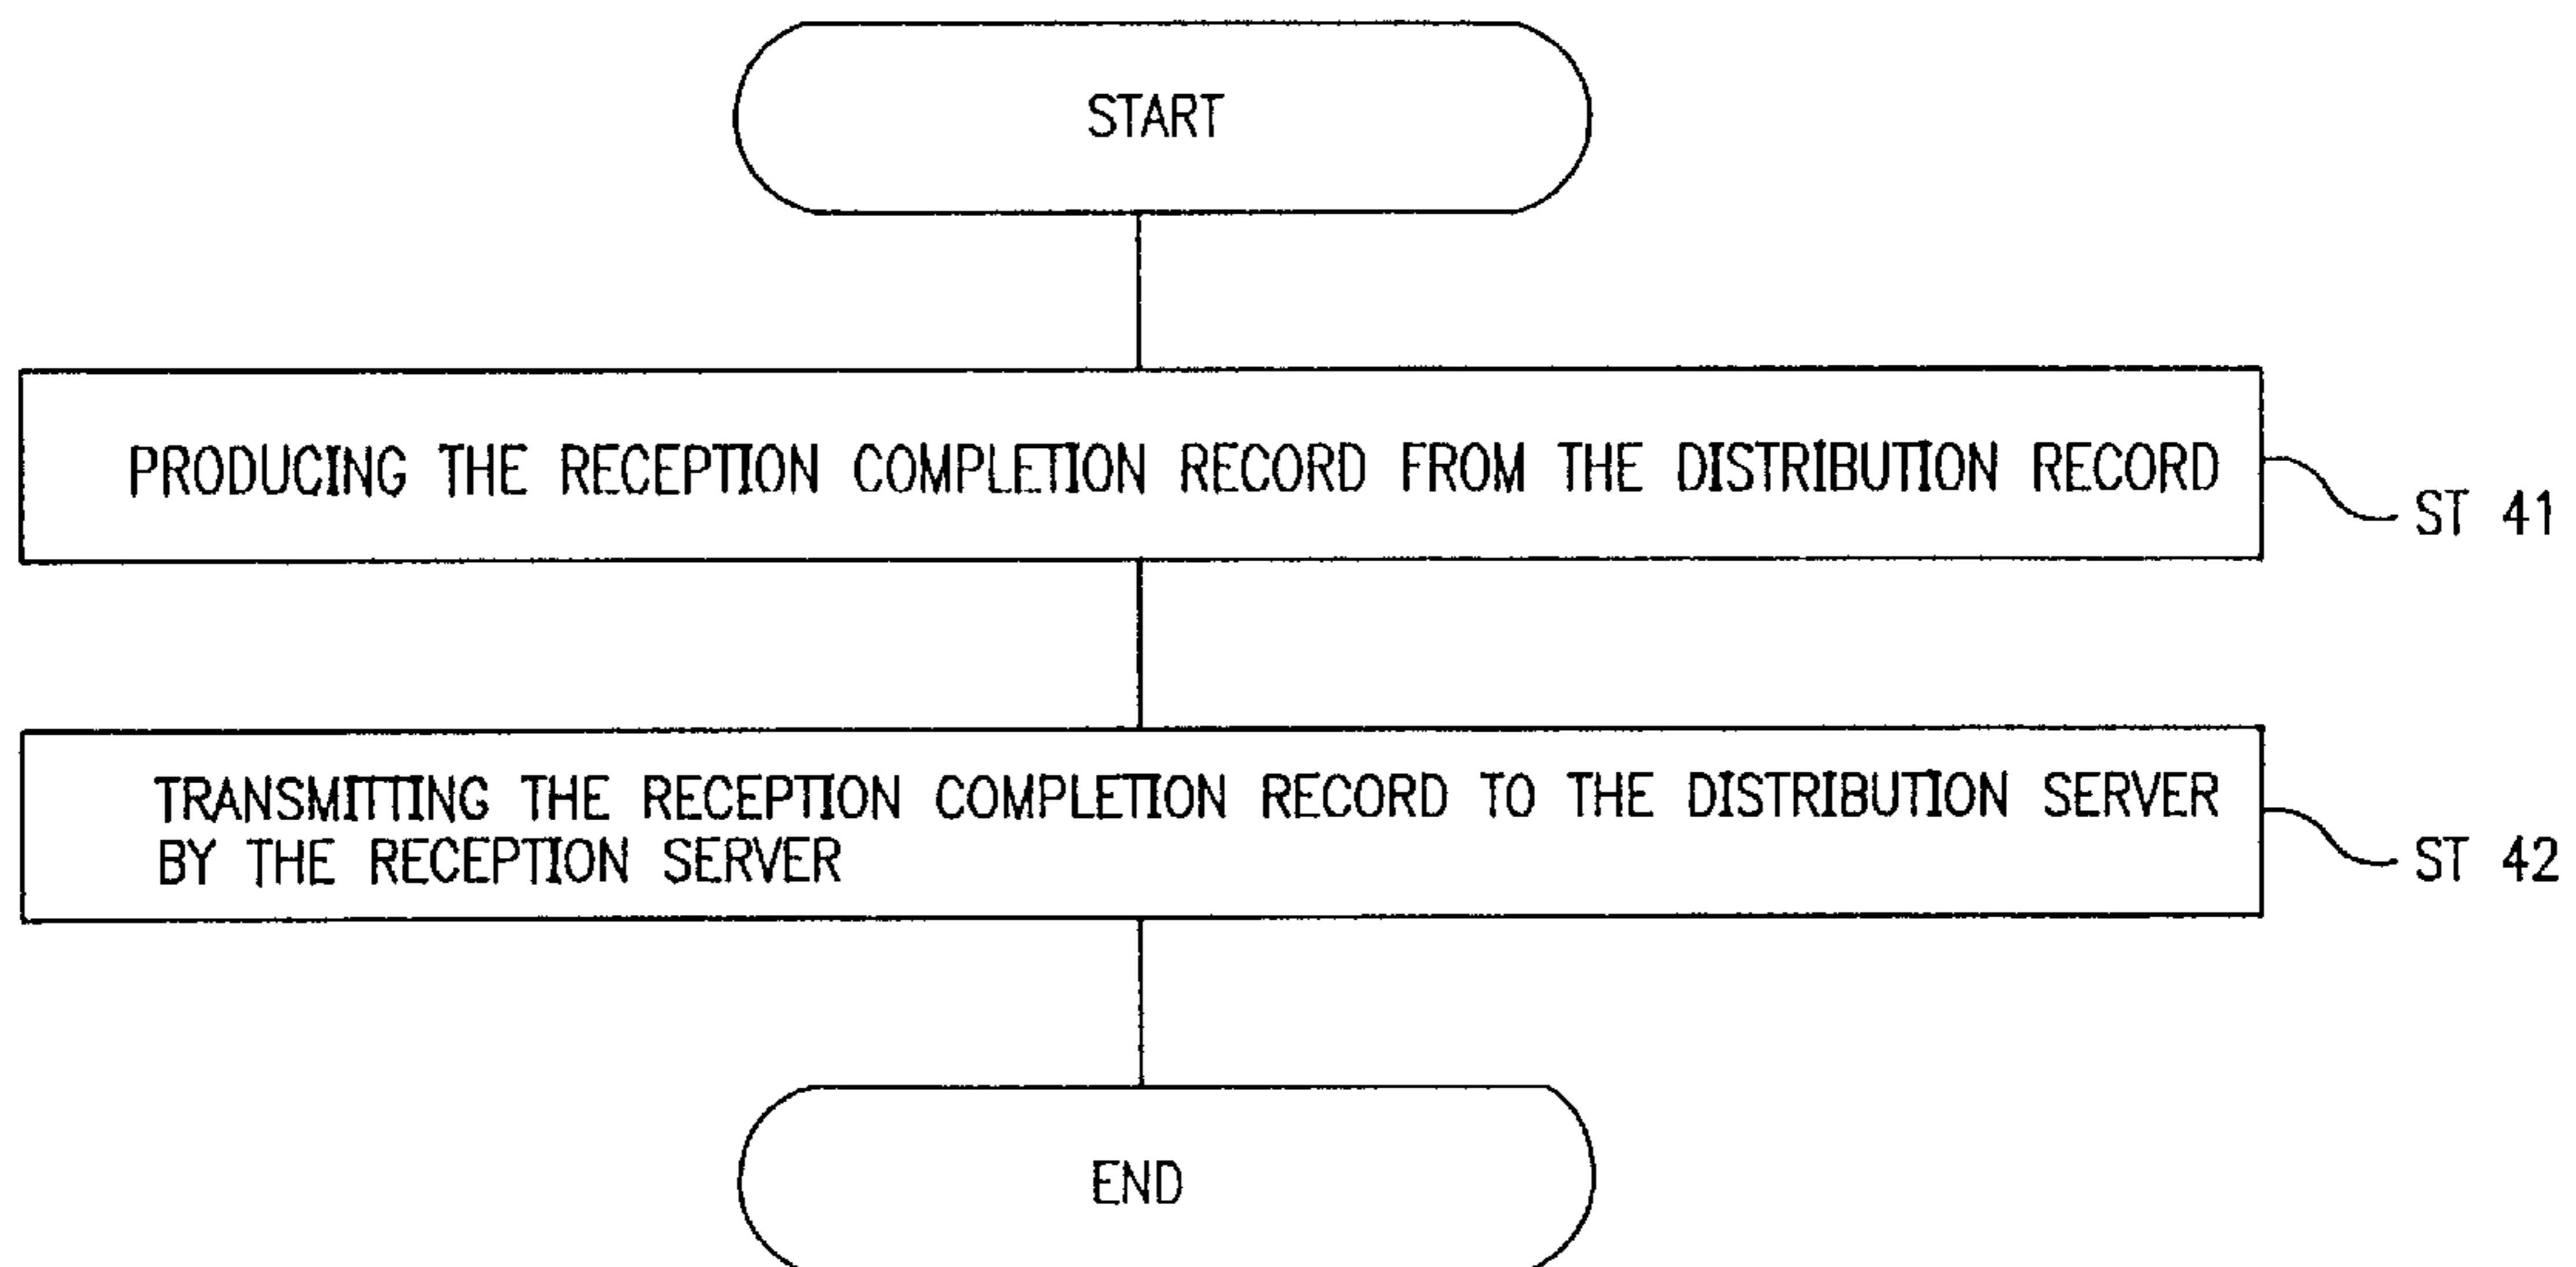 START
PRODUCING THE RECEPTION COMPLETION RECORD FROM THE DISTRIBUTION RECORD
ST 41
TRANSMITTING THE RECEPTION COMPLETION RECORD TO THE DISTRIBUTION SERVER
BY THE RECEPTION SERVER
ST 42
END